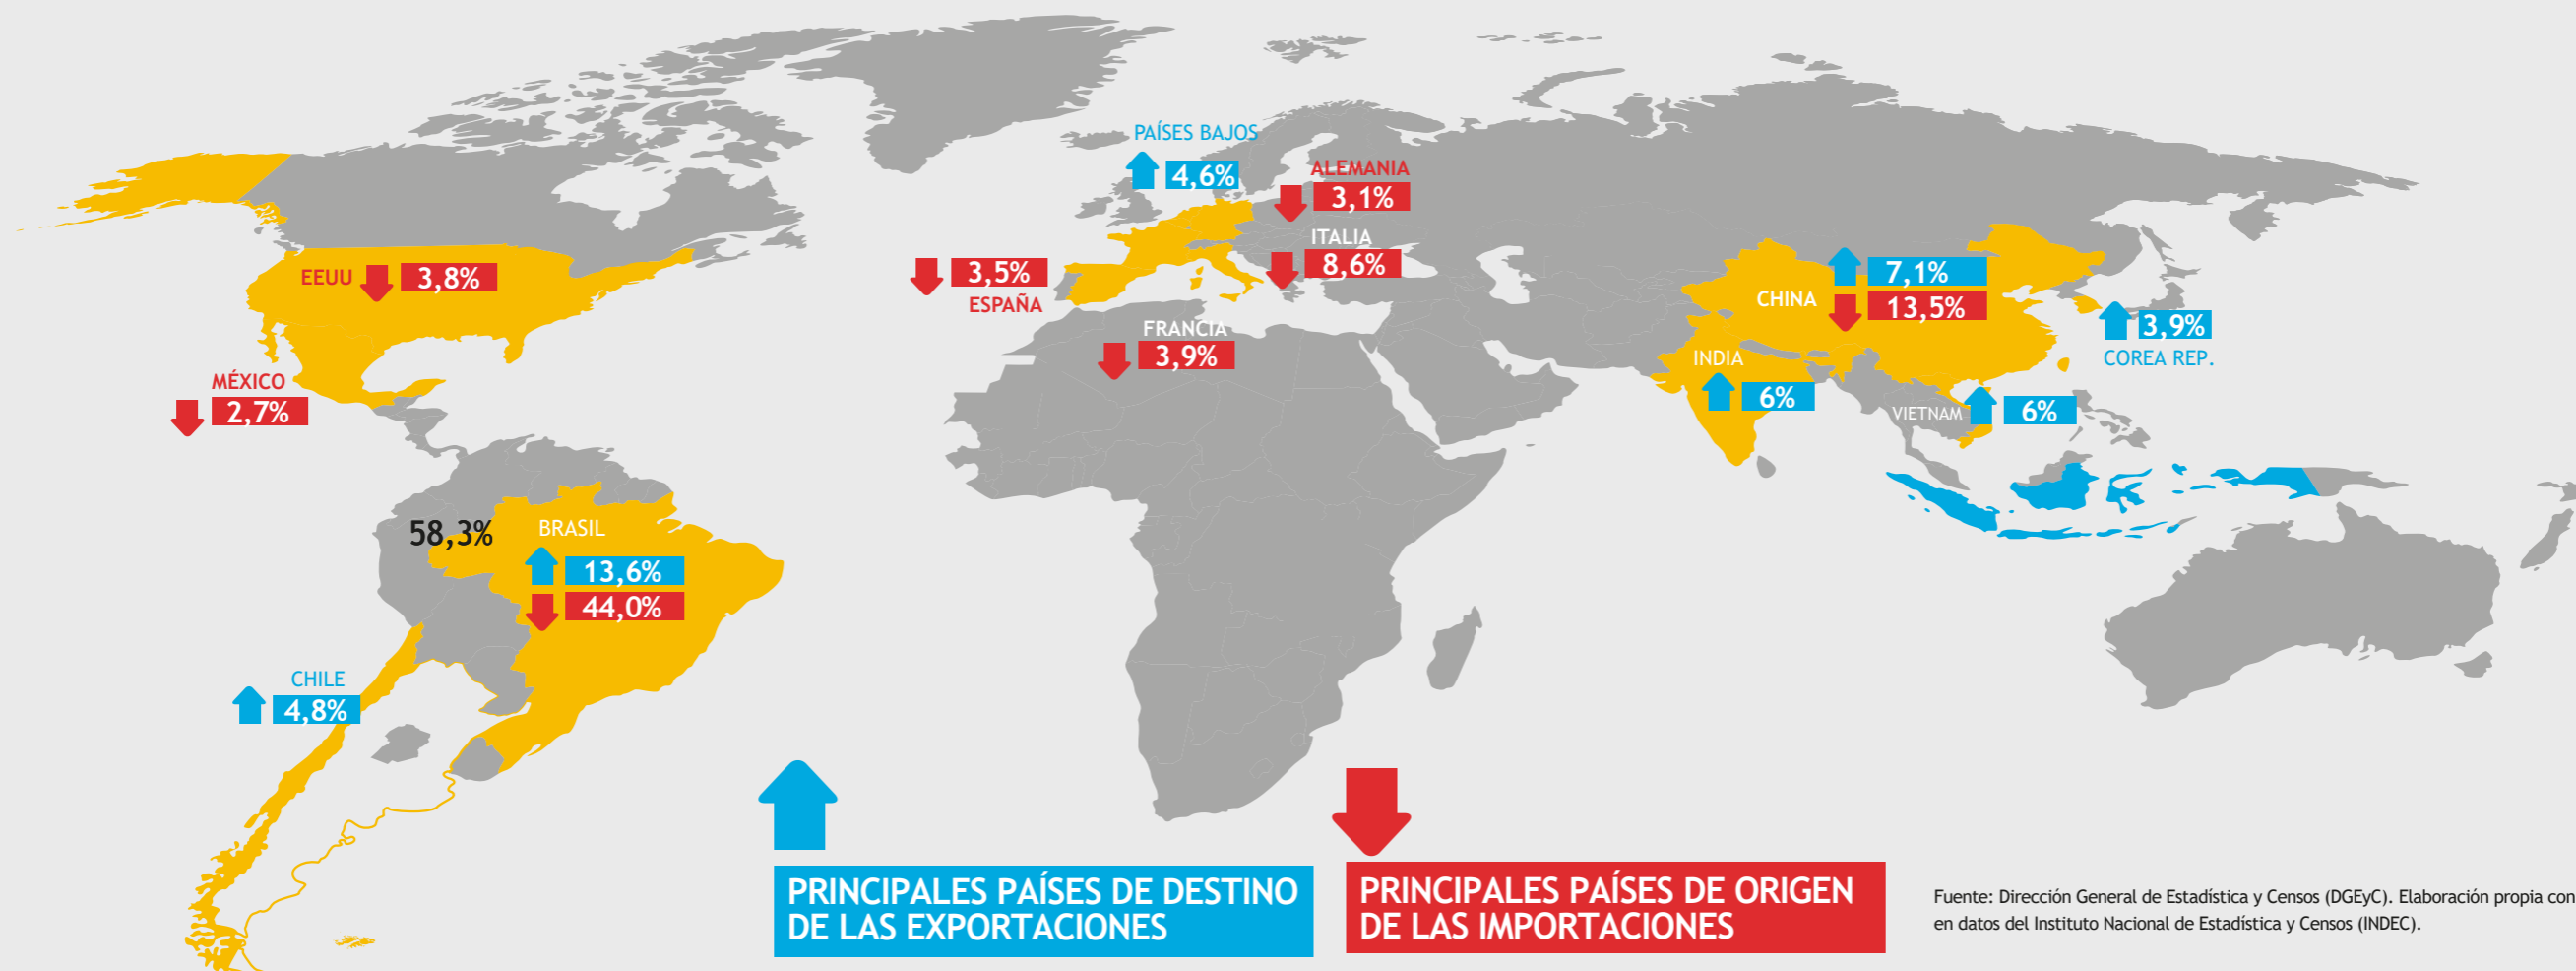 PAÍSES BAJOS
4,6%
ALEMANIA
3,1%
ITALIA
8,6%
EEUU 3,8%
3,5%
ESPAÑA
FRANCIA
3,9%
CHINA
7,1%
13,5%
3,9%
COREA REP.
INDIA
6%
VIETNAM 6%
MÉXICO
2,7%
58,3%
BRASIL
13,6%
44,0%
CHILE
4,8%
PRINCIPALES PAÍSES DE DESTINO
DE LAS EXPORTACIONES
PRINCIPALES PAÍSES DE ORIGEN
DE LAS IMPORTACIONES
Fuente: Dirección General de Estadística y Censos (DGEyC). Elaboración propia con
en datos del Instituto Nacional de Estadística y Censos (INDEC).